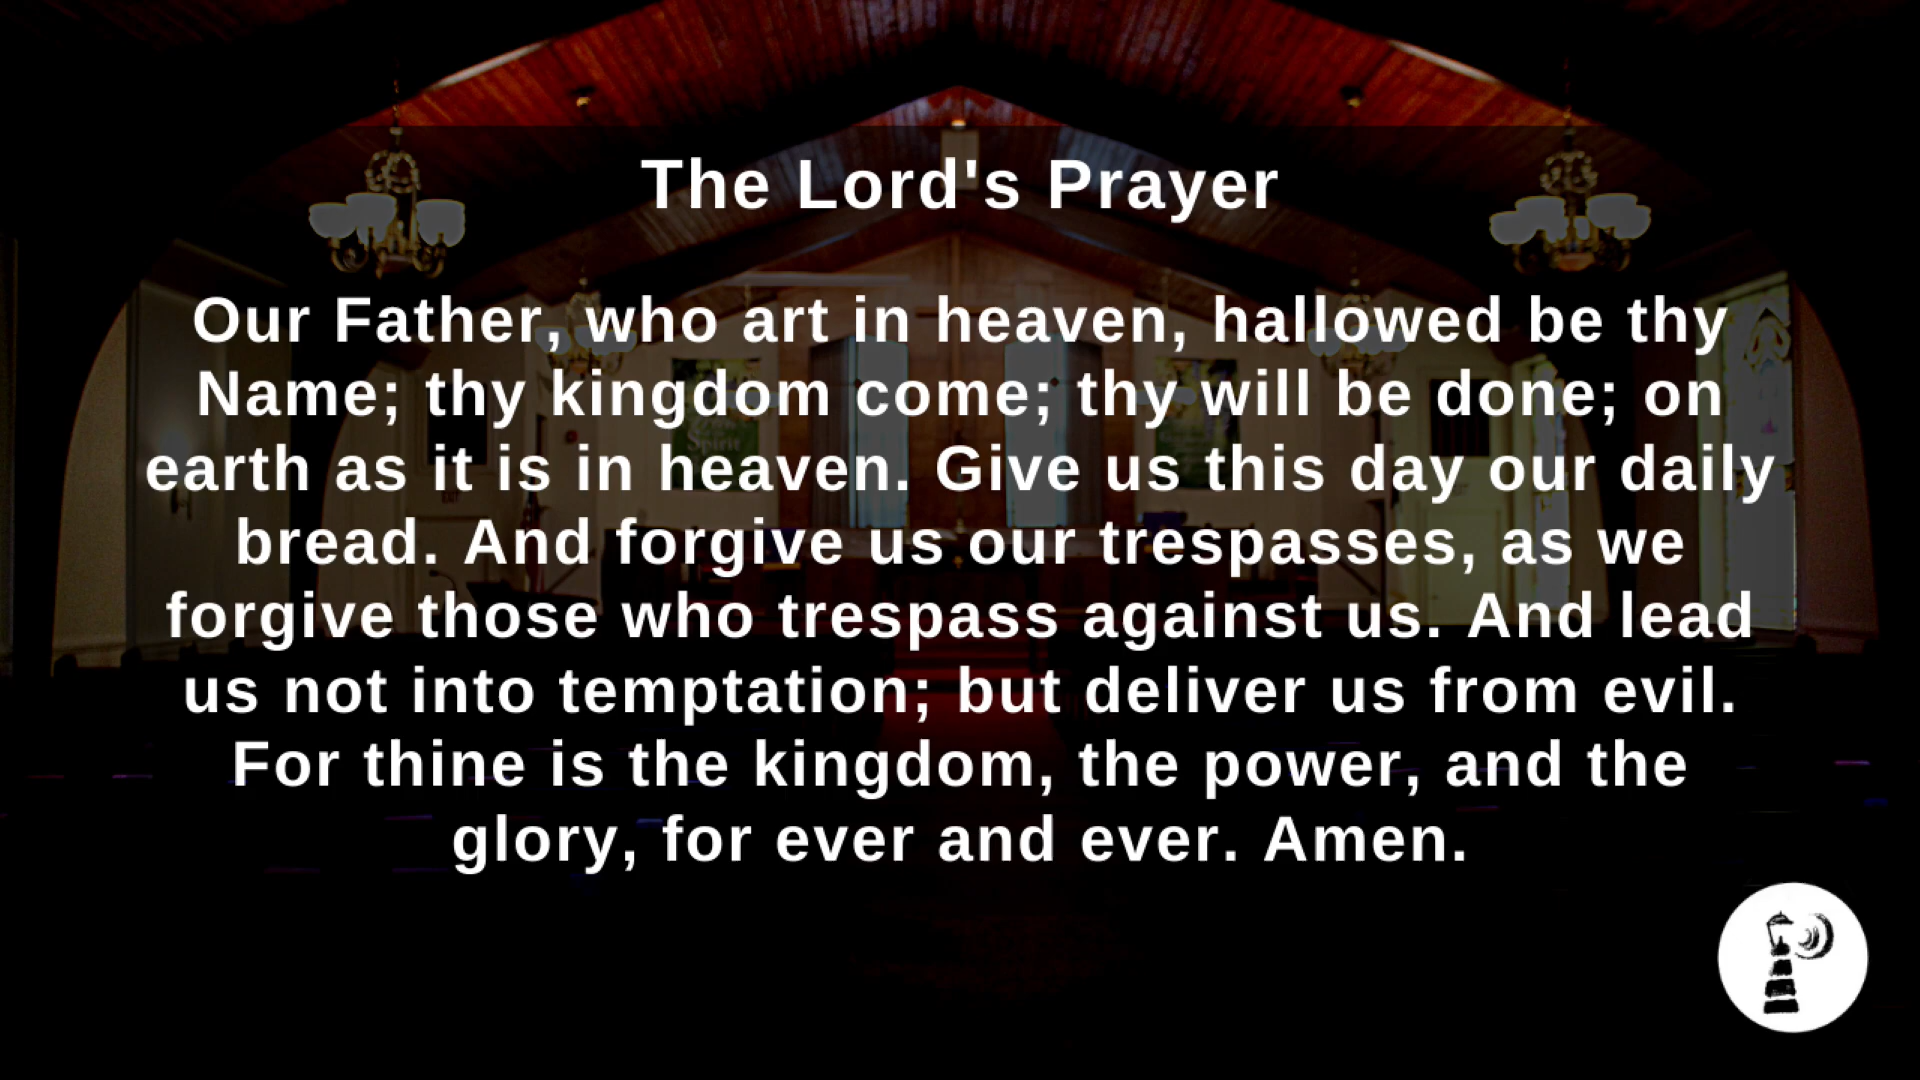 The Lord's Prayer
Our Father, who art in heaven, hallowed be thy
Name; thy kingdom come; thy will be done; on
earth as it is in heaven. Give us this day our daily
bread. And forgive us our trespasses, as we
forgive those who trespass against us. And lead
us not into temptation; but deliver us from evil.
For thine is the kingdom, the power, and the
glory, for ever and ever. Amen.
Spirit
EXIT